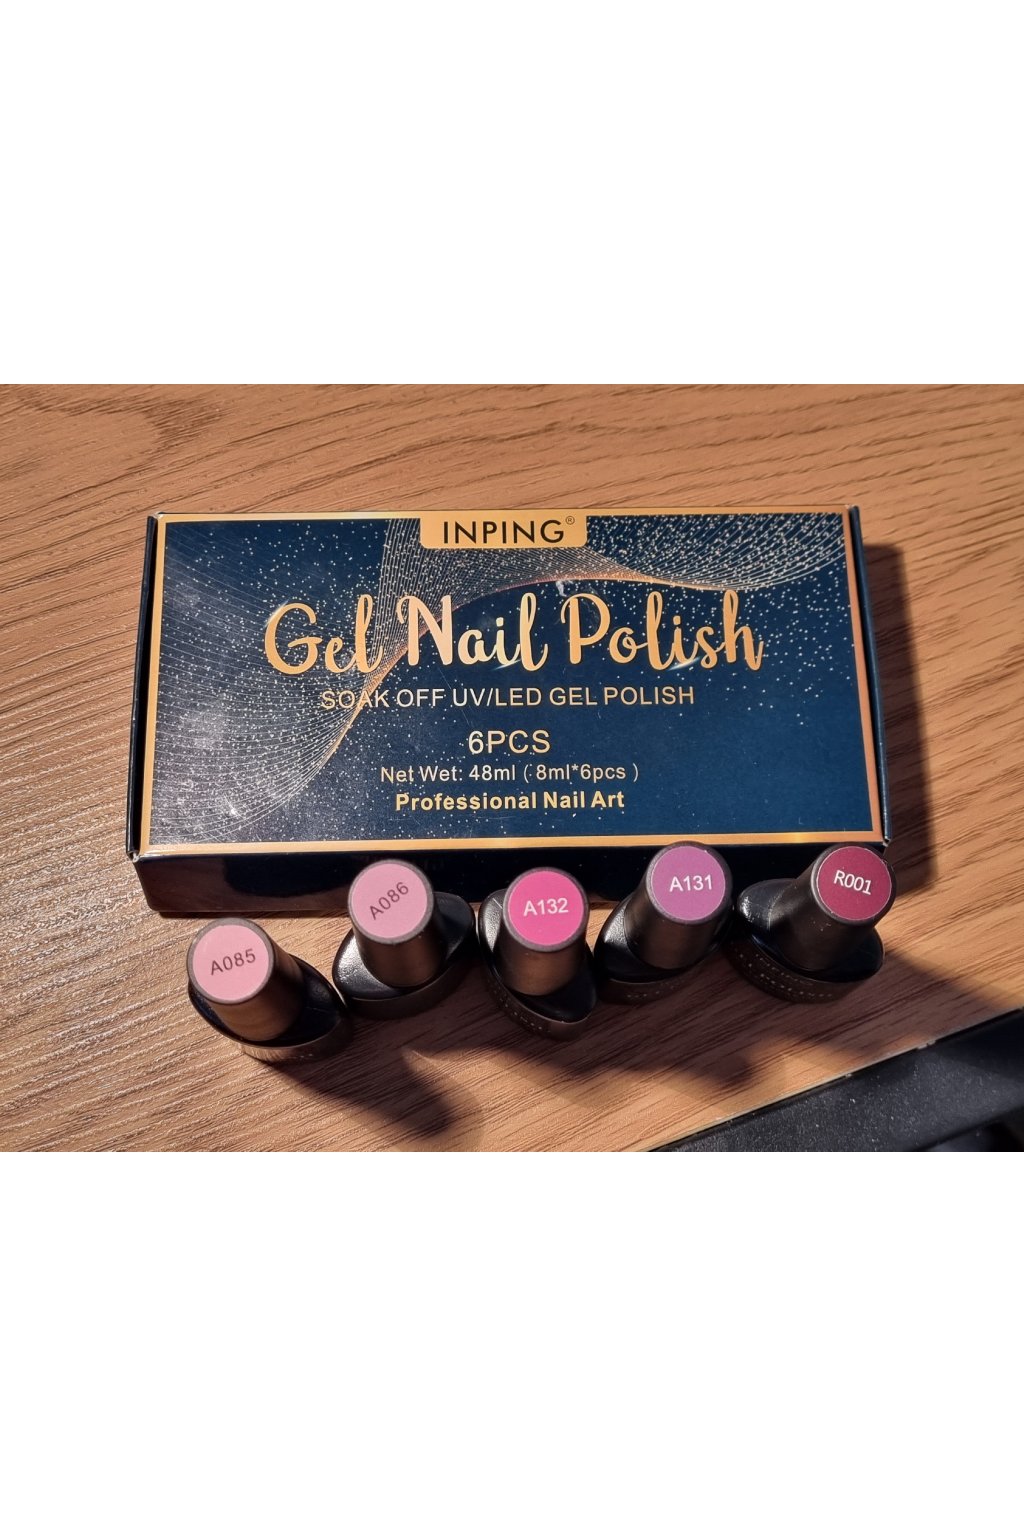 INPING®
Gel Nail Polish
SOAK OFF UV/LED GEL POLISH
6PCS
Net Wet: 48ml ( 8ml*6pcs )
Professional Nail Art
A085
A086
A132
A131
R001